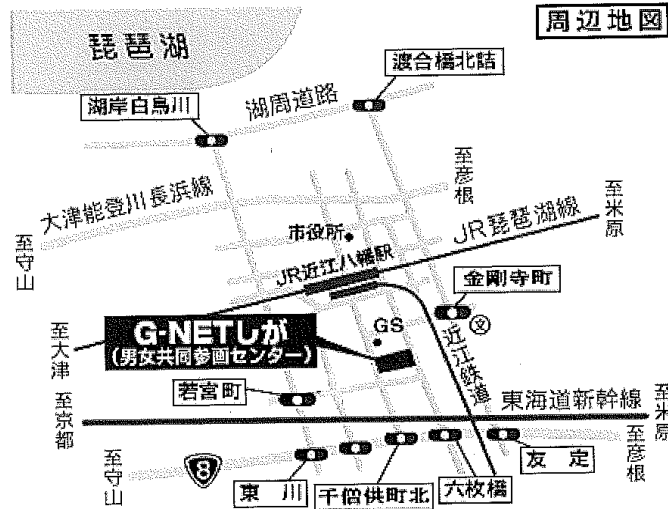 周辺地図
琵琶湖
渡合橋北詰
湖岸白鳥川
湖周道路
至彦根
大津能登川長浜線
至米原
至守山
市役所
JR琵琶湖線
JR近江八幡駅
金剛寺町
文
GS
G-NETしが
(男女共同参画センター)
近江鉄道
至大津
若宮町
至京都
東海道新幹線
至米原
至彦根
至守山
8
東川
千僧供町北
六枚橋
友定